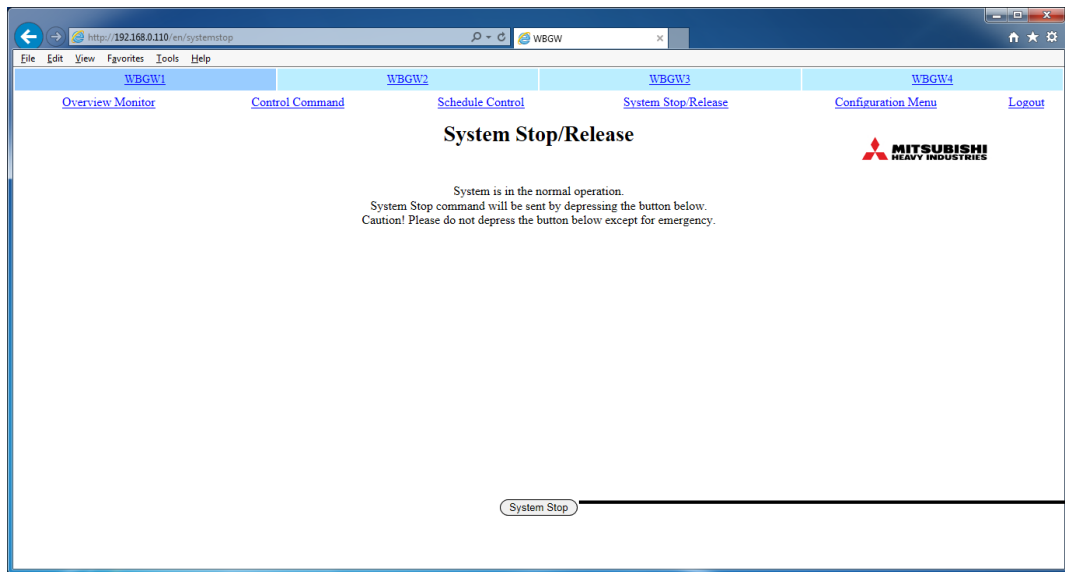 http://192.168.0.110/en/systemstop
WBGW
File Edit View Favorites Tools Help
WBGW1 WBGW2 WBGW3 WBGW4
Overview Monitor Control Command Schedule Control System Stop/Release Configuration Menu Logout
System Stop/Release
MITSUBISHI
HEAVY INDUSTRIES
System is in the normal operation.
System Stop command will be sent by depressing the button below.
Caution! Please do not depress the button below except for emergency.
System Stop